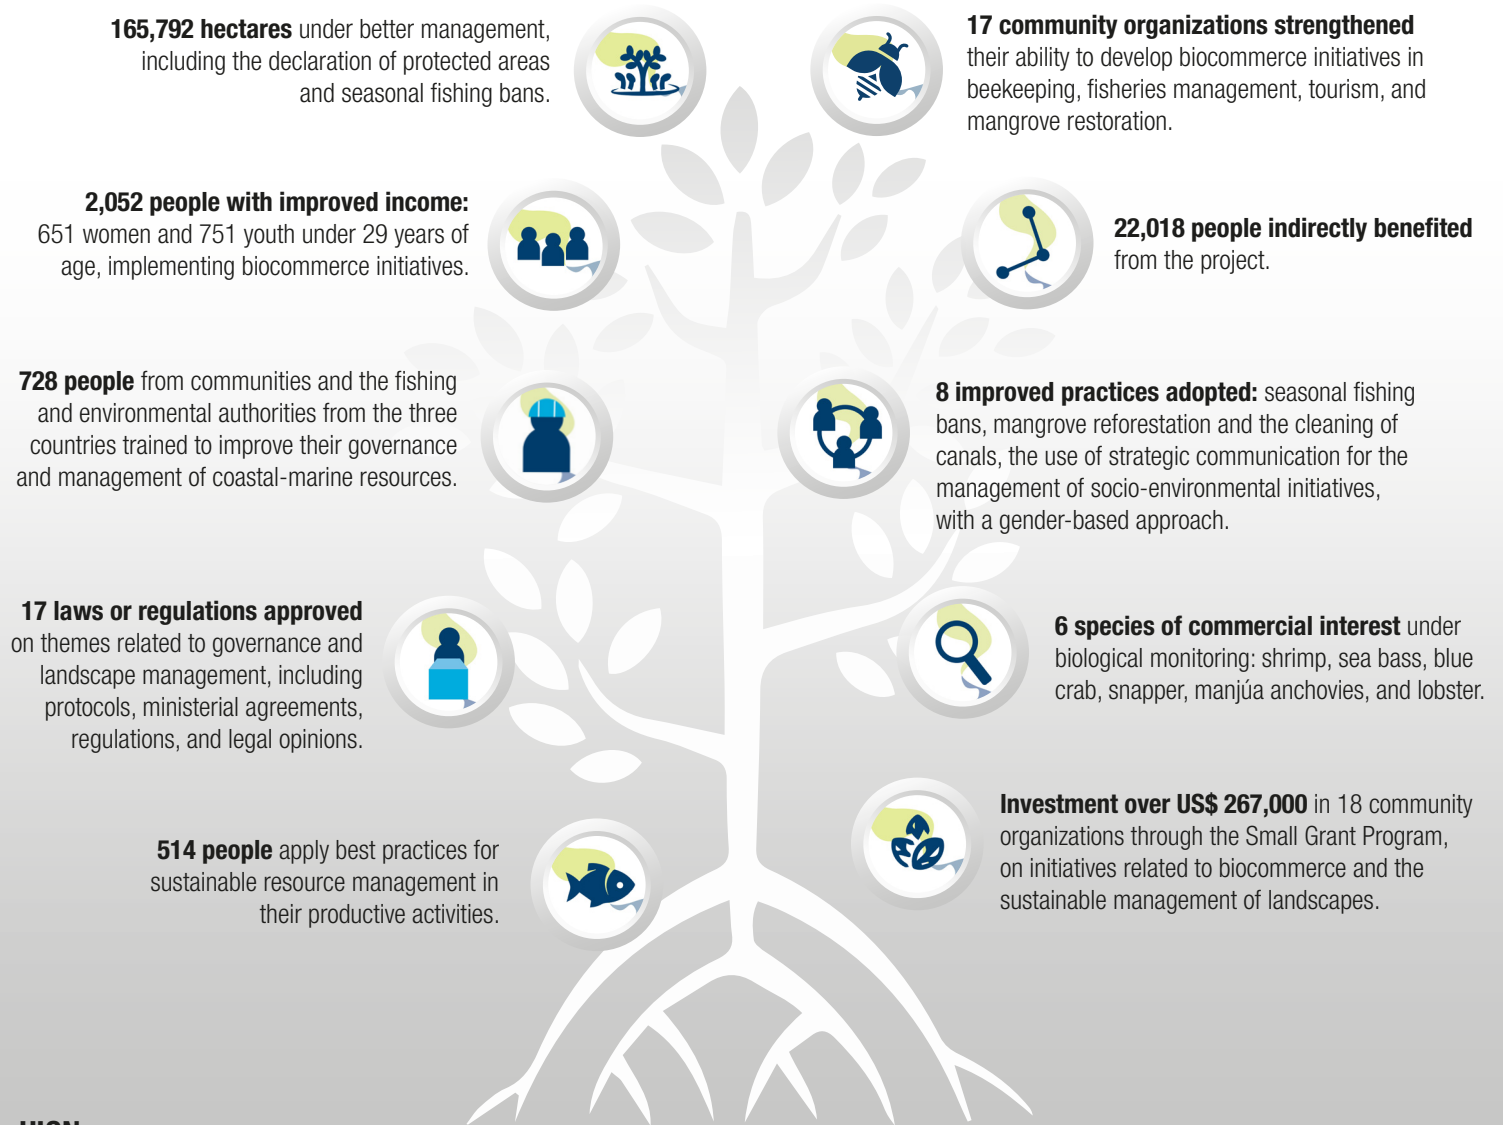 165,792 hectares under better management,
including the declaration of protected areas
and seasonal fishing bans.
17 community organizations strengthened
their ability to develop biocommerce initiatives in
beekeeping, fisheries management, tourism, and
mangrove restoration.
2,052 people with improved income:
651 women and 751 youth under 29 years of
age, implementing biocommerce initiatives.
22,018 people indirectly benefited
from the project.
728 people from communities and the fishing
and environmental authorities from the three
countries trained to improve their governance
and management of coastal-marine resources.
8 improved practices adopted: seasonal fishing
bans, mangrove reforestation and the cleaning of
canals, the use of strategic communication for the
management of socio-environmental initiatives,
with a gender-based approach.
17 laws or regulations approved
on themes related to governance and
landscape management, including
protocols, ministerial agreements,
regulations, and legal opinions.
6 species of commercial interest under
biological monitoring: shrimp, sea bass, blue
crab, snapper, manjúa anchovies, and lobster.
514 people apply best practices for
sustainable resource management in
their productive activities.
Investment over US$ 267,000 in 18 community
organizations through the Small Grant Program,
on initiatives related to biocommerce and the
sustainable management of landscapes.